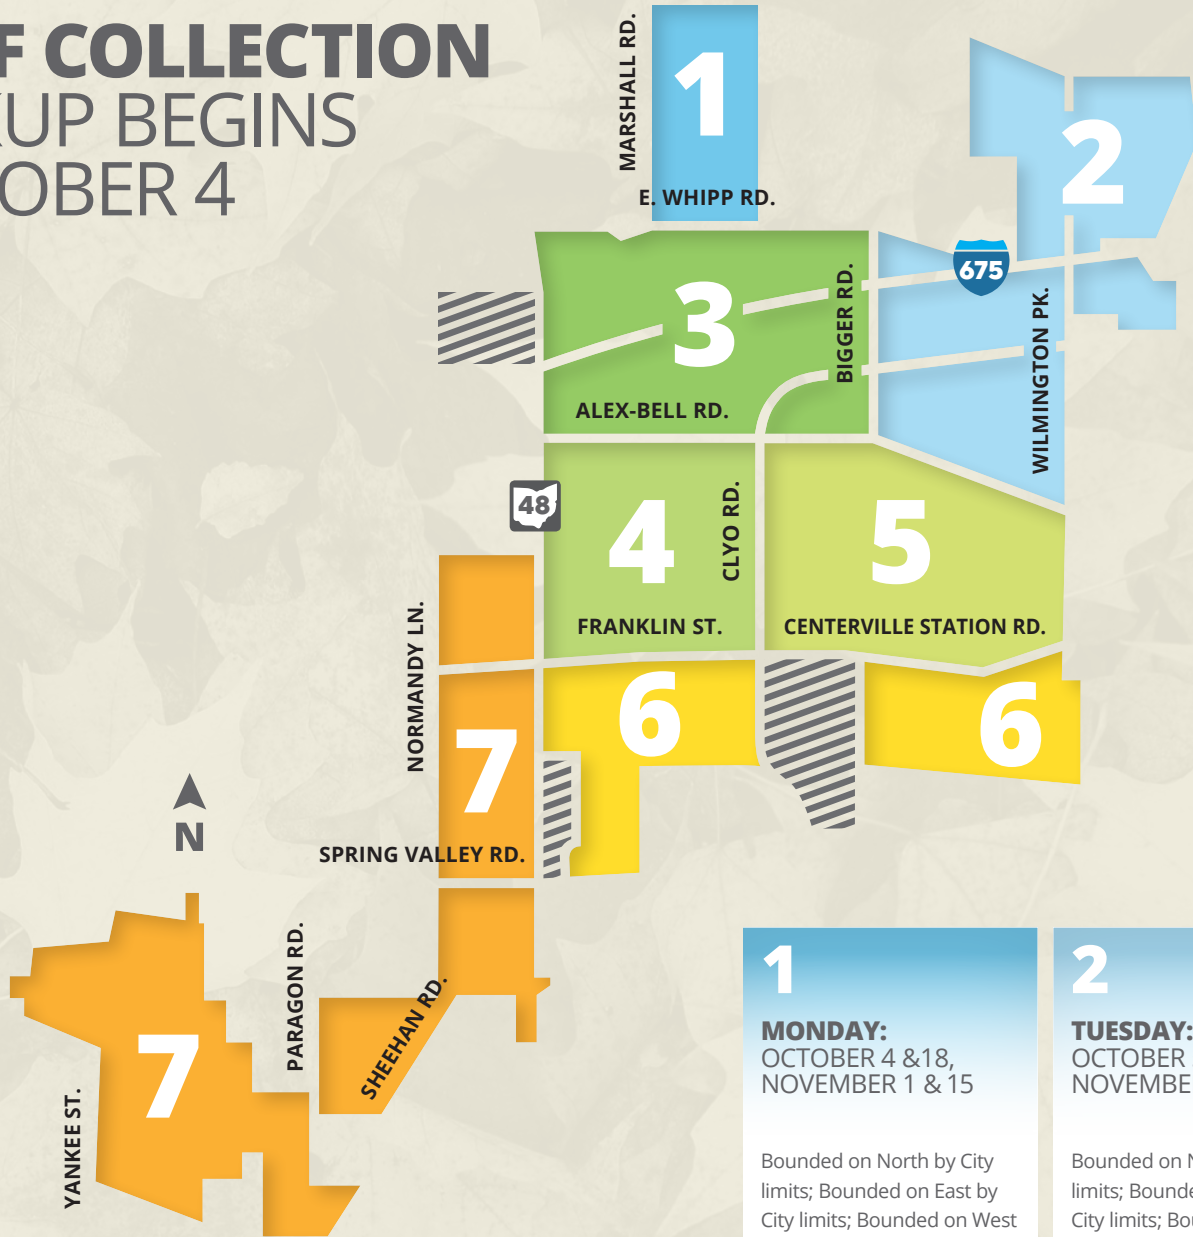 F COLLECTION
UP BEGINS
OBER 4
MARSHALL RD.
1
E. WHIPP RD.
2
675
3
BIGGER RD.
WILMINGTON PK.
ALEX-BELL RD.
48
4
CLYO RD.
5
FRANKLIN ST.
CENTERVILLE STATION RD.
NORMANDY LN.
6
6
7
N
SPRING VALLEY RD.
PARAGON RD.
SHEEHAN RD.
7
YANKEE ST.
1
MONDAY:
OCTOBER 4 &18,
NOVEMBER 1 & 15
Bounded on North by City
limits; Bounded on East by
City limits; Bounded on West
2
TUESDAY:
OCTOBER
NOVEMBE
Bounded on N
limits; Bounde
City limits; Bou